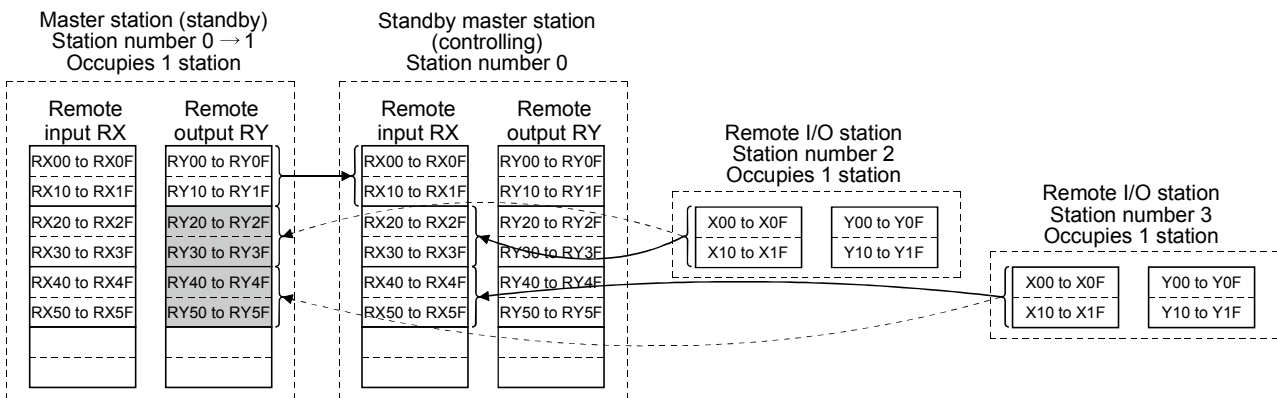 Master station (standby)
Station number 0 → 1
Occupies 1 station
Remote input RX
Remote output RY
RX00 to RX0F
RX10 to RX1F
RX20 to RX2F
RX30 to RX3F
RX40 to RX4F
RX50 to RX5F
RY00 to RY0F
RY10 to RY1F
RY20 to RY2F
RY30 to RY3F
RY40 to RY4F
RY50 to RY5F
Standby master station
(controlling)
Station number 0
Remote input RX
Remote output RY
RX00 to RX0F
RX10 to RX1F
RX20 to RX2F
RX30 to RX3F
RX40 to RX4F
RX50 to RX5F
RY00 to RY0F
RY10 to RY1F
RY20 to RY2F
RY30 to RY3F
RY40 to RY4F
RY50 to RY5F
Remote I/O station
Station number 2
Occupies 1 station
X00 to X0F
X10 to X1F
Y00 to Y0F
Y10 to Y1F
Remote I/O station
Station number 3
Occupies 1 station
X00 to X0F
X10 to X1F
Y00 to Y0F
Y10 to Y1F